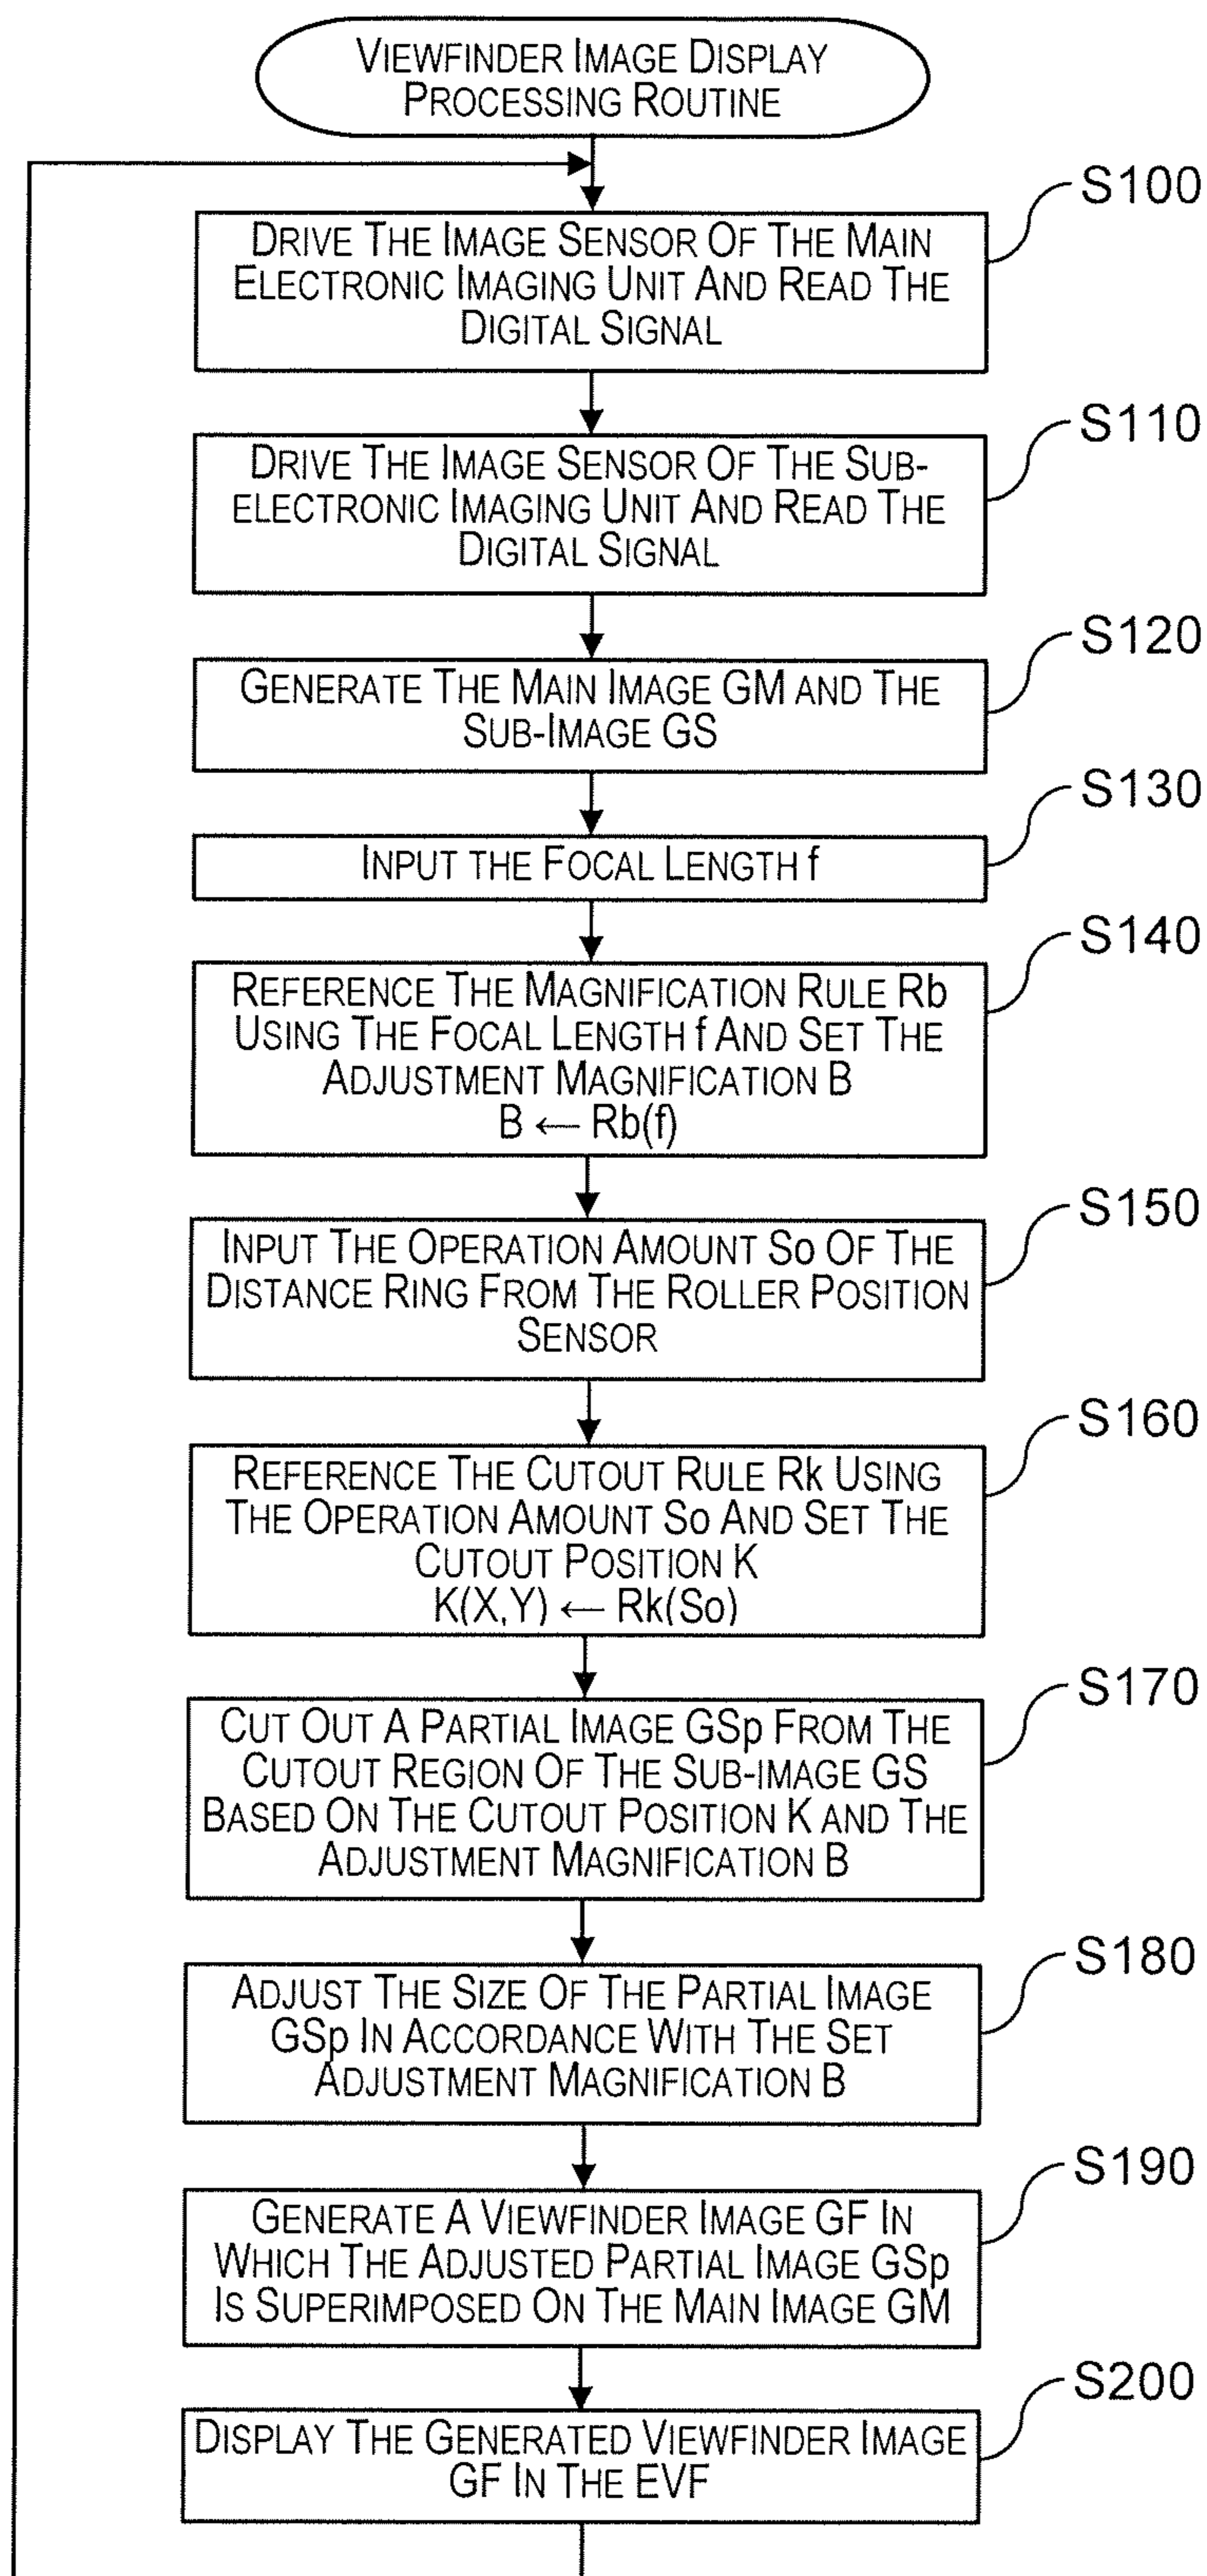 VIEWFINDER IMAGE DISPLAY
PROCESSING ROUTINE
S100
DRIVE THE IMAGE SENSOR OF THE MAIN
ELECTRONIC IMAGING UNIT AND READ THE
DIGITAL SIGNAL
S110
DRIVE THE IMAGE SENSOR OF THE SUB-
ELECTRONIC IMAGING UNIT AND READ THE
DIGITAL SIGNAL
S120
GENERATE THE MAIN IMAGE GM AND THE
SUB-IMAGE GS
S130
INPUT THE FOCAL LENGTH f
S140
REFERENCE THE MAGNIFICATION RULE Rb
USING THE FOCAL LENGTH f AND SET THE
ADJUSTMENT MAGNIFICATION B
B ← Rb(f)
S150
INPUT THE OPERATION AMOUNT So OF THE
DISTANCE RING FROM THE ROLLER POSITION
SENSOR
S160
REFERENCE THE CUTOUT RULE Rk USING
THE OPERATION AMOUNT So AND SET THE
CUTOUT POSITION K
K(X,Y) ← Rk(So)
S170
CUT OUT A PARTIAL IMAGE GSp FROM THE
CUTOUT REGION OF THE SUB-IMAGE GS
BASED ON THE CUTOUT POSITION K AND THE
ADJUSTMENT MAGNIFICATION B
S180
ADJUST THE SIZE OF THE PARTIAL IMAGE
GSp IN ACCORDANCE WITH THE SET
ADJUSTMENT MAGNIFICATION B
S190
GENERATE A VIEWFINDER IMAGE GF IN
WHICH THE ADJUSTED PARTIAL IMAGE GSp
IS SUPERIMPOSED ON THE MAIN IMAGE GM
S200
DISPLAY THE GENERATED VIEWFINDER IMAGE
GF IN THE EVF